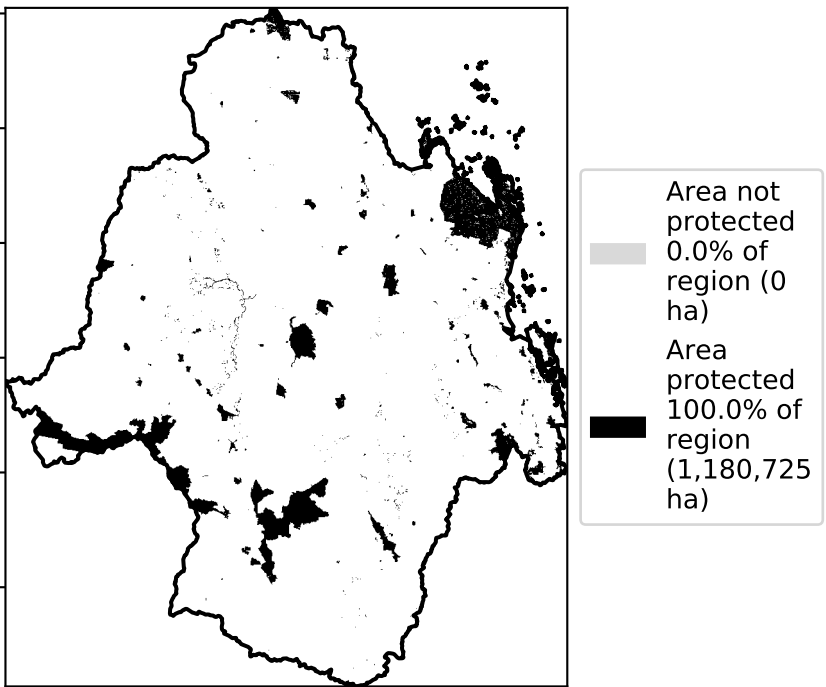 Area not
protected
0.0% of
region (0
ha)
Area
protected
100.0% of
region
(1,180,725
ha)